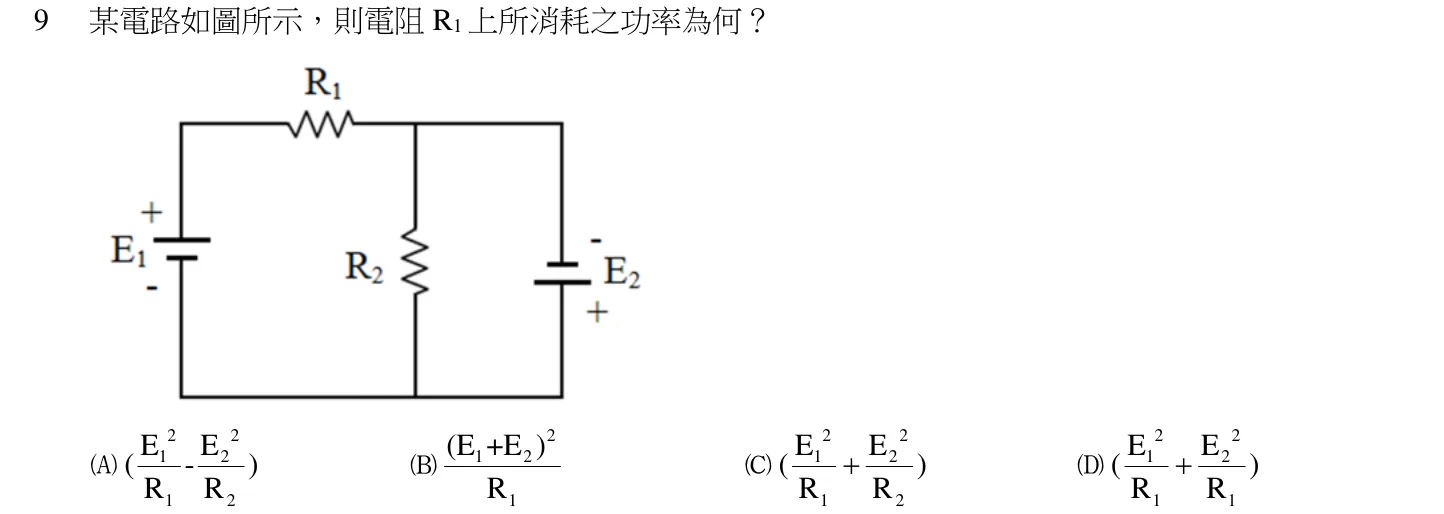 9 某電路如圖所示，則電阻 R₁ 上所消耗之功率為何？
R₁
+
E₁
-
R₂
-
E₂
+
(A) (E₁²/R₁ - E₂²/R₂) (B) (E₁+E₂)²/R₁ (C) (E₁²/R₁ + E₂²/R₂) (D) (E₁²/R₁ + E₂²/R₁)